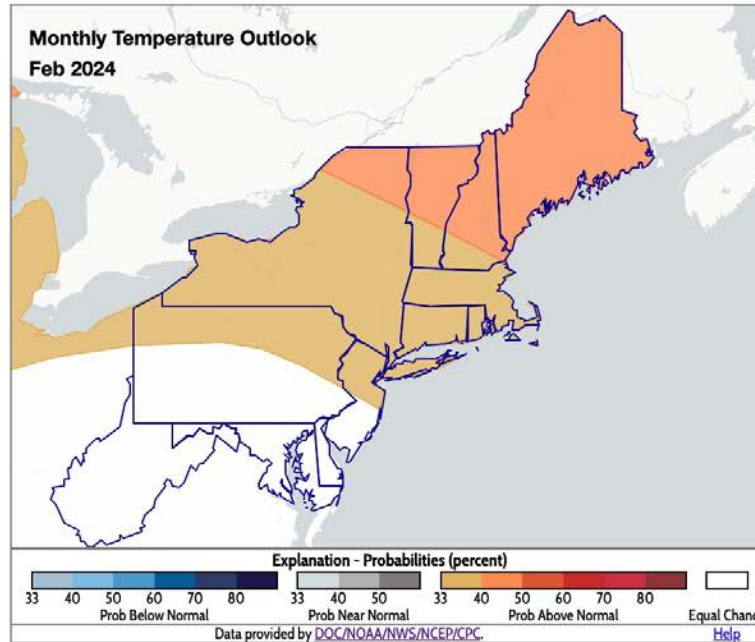 Monthly Temperature Outlook
Feb 2024
Explanation - Probabilities (percent)
33 40 50 60 70 80 33 40 50 33 40 50 60 70 80
Prob Below Normal Prob Near Normal Prob Above Normal Equal Chanc
Data provided by DOC/NOAA/NWS/NCEP/CPC. Help